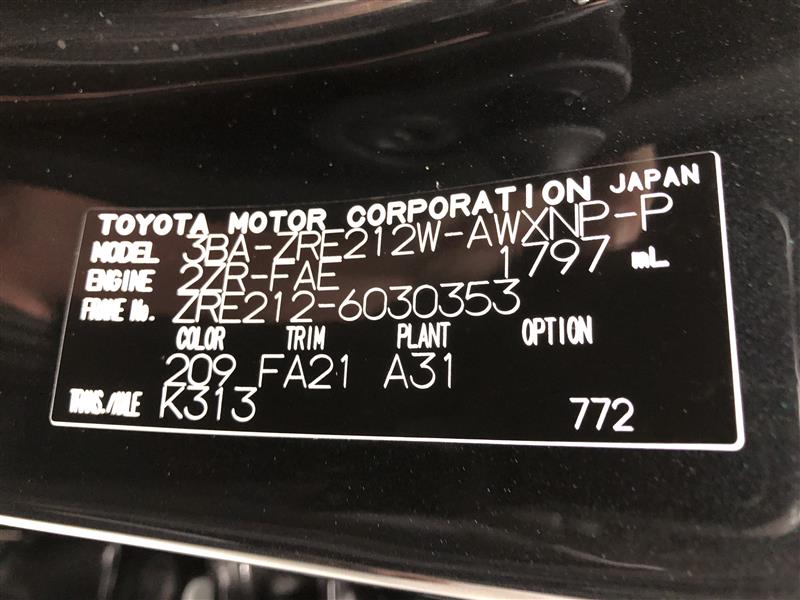 TOYOTA MOTOR CORPORATION JAPAN
MODEL 3BA-ZRE212W-AWXNP-P
ENGINE 2ZR-FAE 1797 mL
FRAME No. ZRE212-6030353
COLOR TRIM PLANT OPTION
209 FA21 A31
TRANS./AXLE K313 772